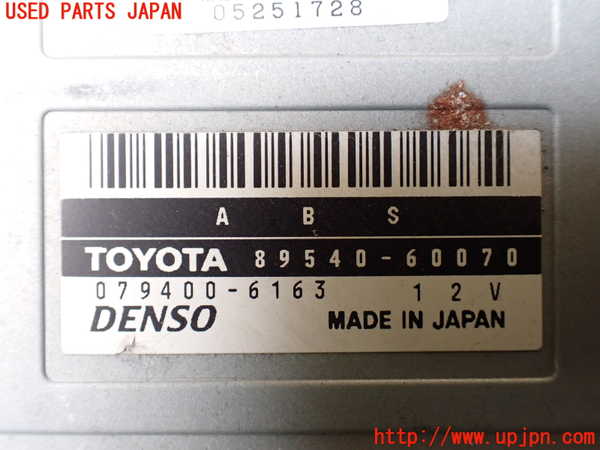 USED PARTS JAPAN
05251728
A B S
TOYOTA 89540-60070
079400-6163 12V
DENSO MADE IN JAPAN
http://www.upjpn.com/